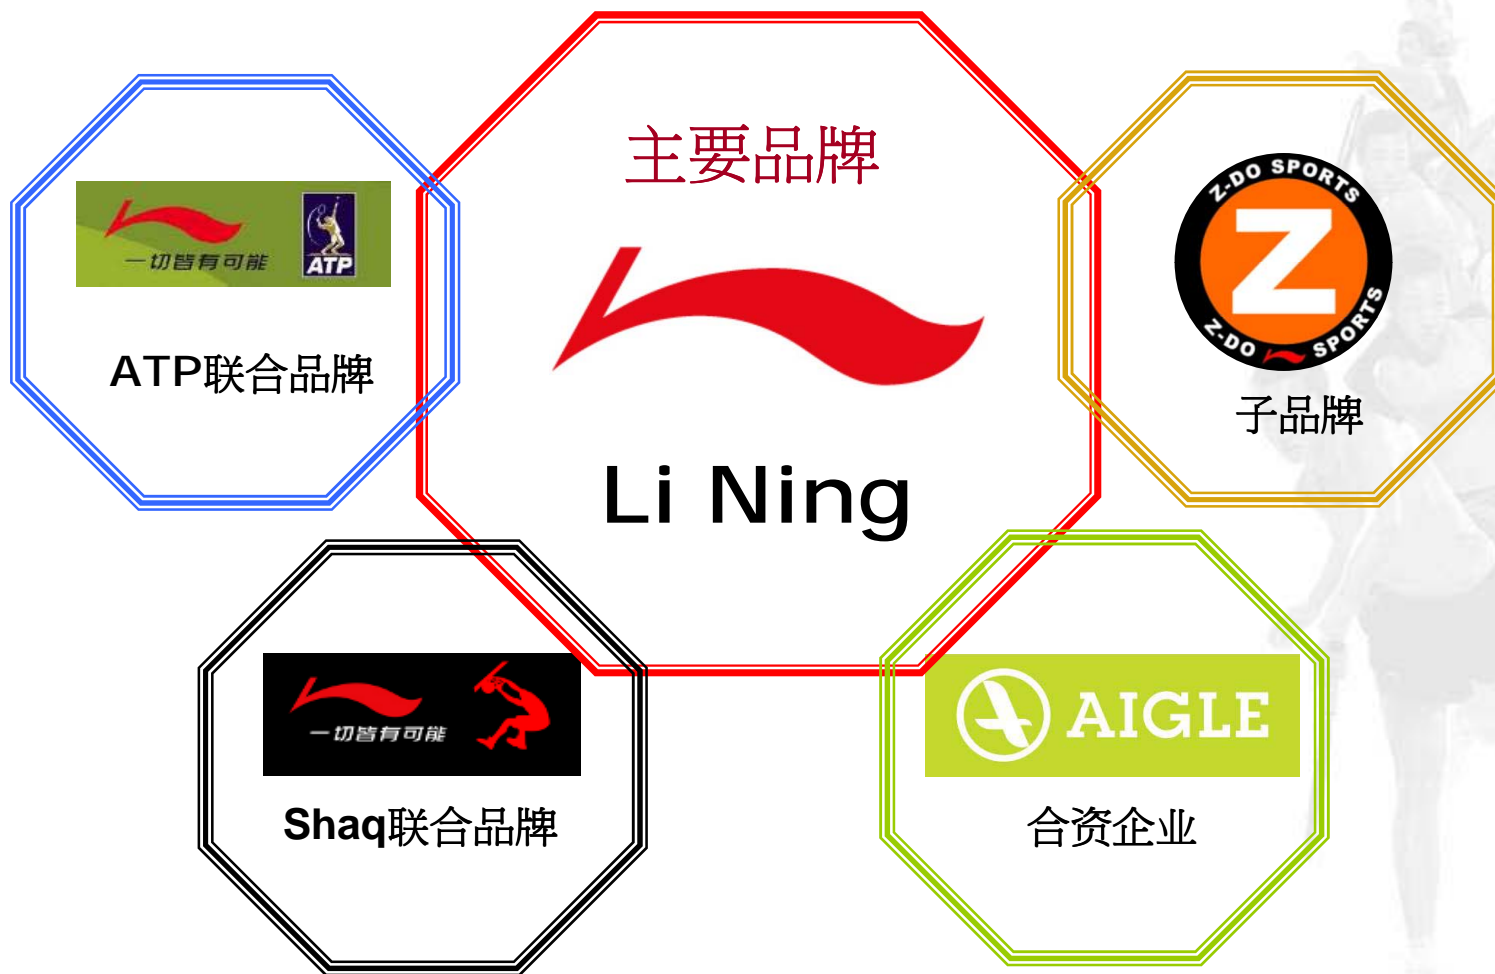 主要品牌
Li Ning
一切皆有可能
ATP
ATP联合品牌
Z-DO SPORTS
Z
Z-DO SPORTS
子品牌
一切皆有可能
Shaq联合品牌
AIGLE
合资企业